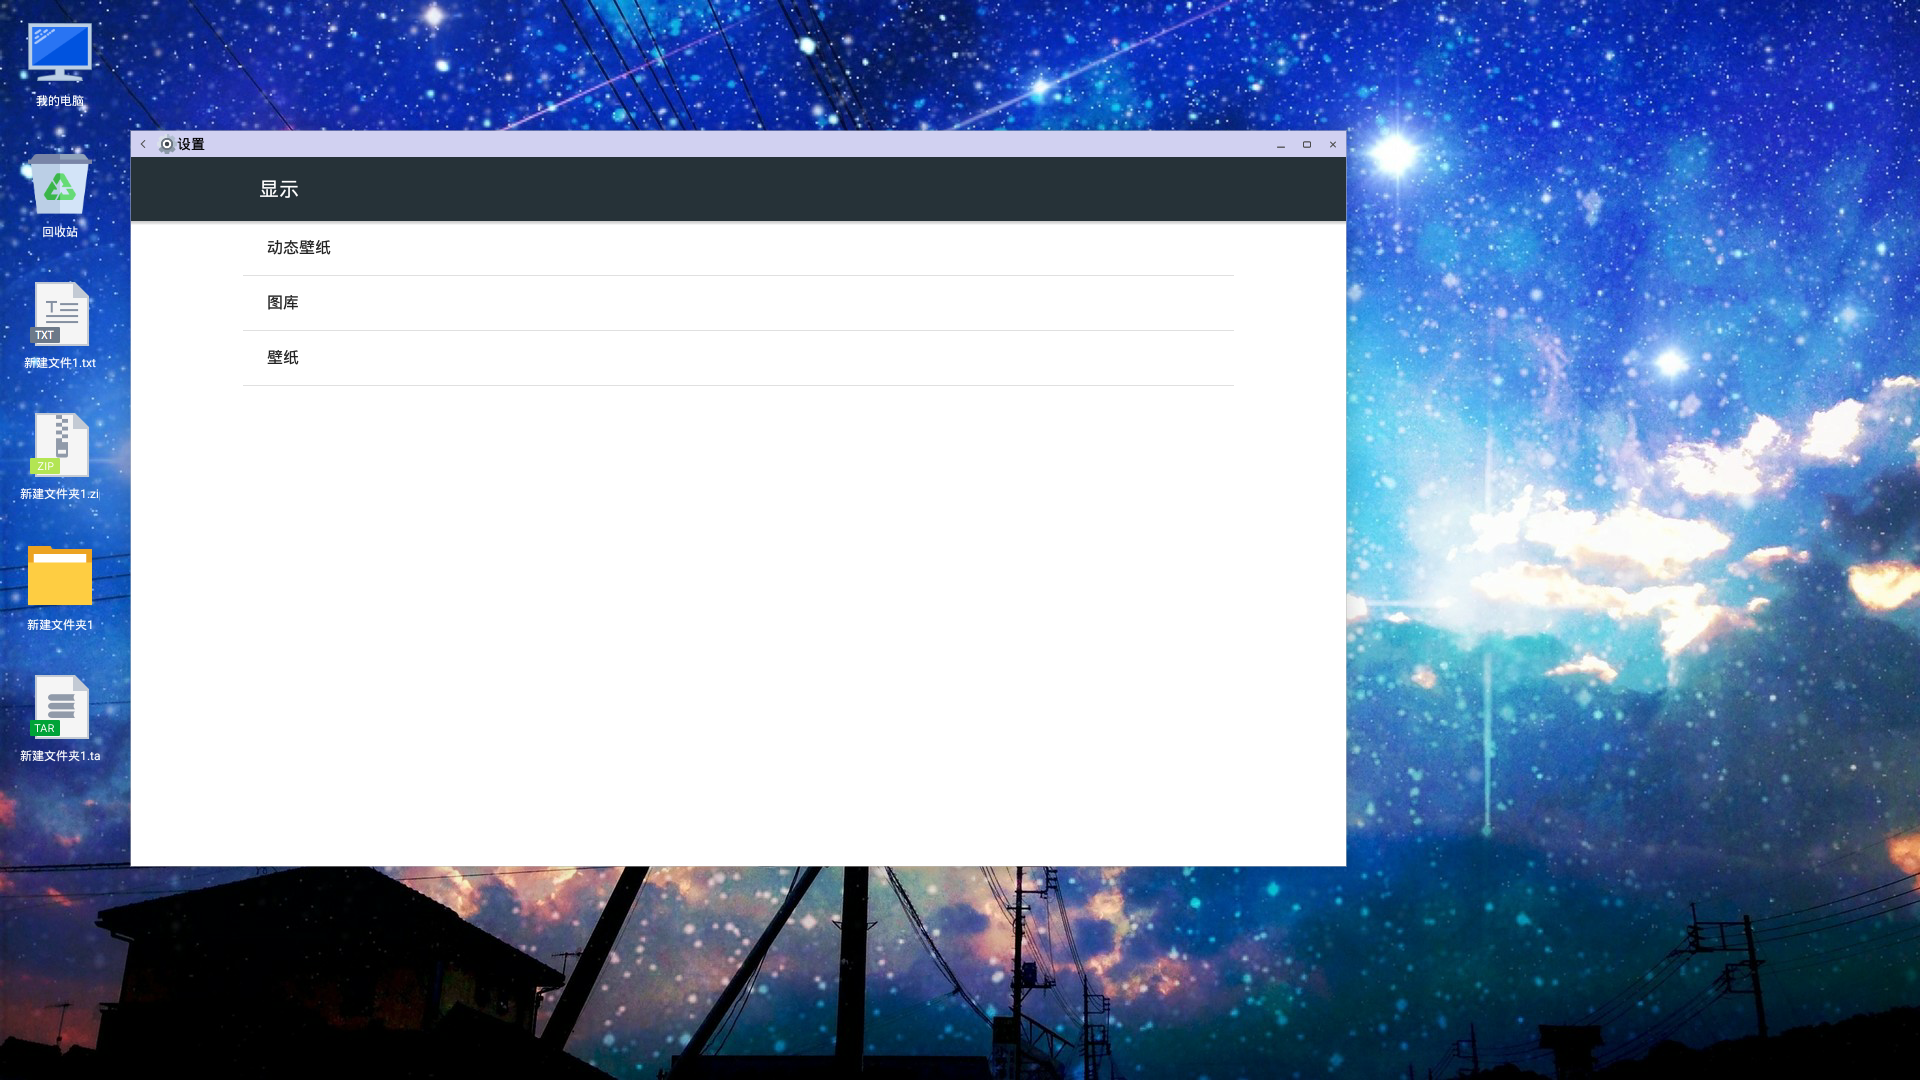 我的电脑
回收站
TXT
新建文件1.txt
ZIP
新建文件夹1.zi
新建文件夹1
TAR
新建文件夹1.ta
设置
显示
动态壁纸
图库
壁纸